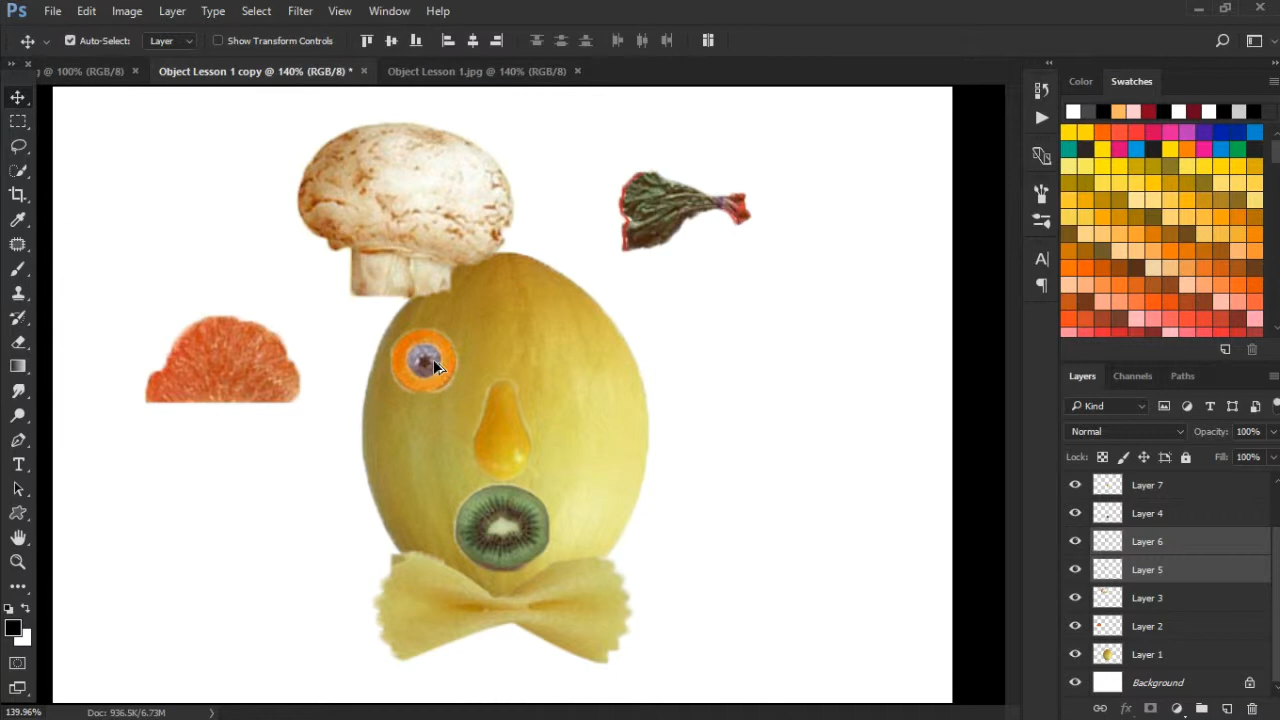 Ps File Edit Image Layer Type Select Filter View Window Help
Auto-Select: Layer Show Transform Controls
g @ 100% (RGB/8) × Object Lesson 1 copy @ 140% (RGB/8) * × Object Lesson 1.jpg @ 140% (RGB/8) ×
Color Swatches
Layers Channels Paths
Kind
Normal Opacity: 100%
Lock: Fill: 100%
Layer 7
Layer 4
Layer 6
Layer 5
Layer 3
Layer 2
Layer 1
Background
139.96% Doc: 936.5K/6.73M